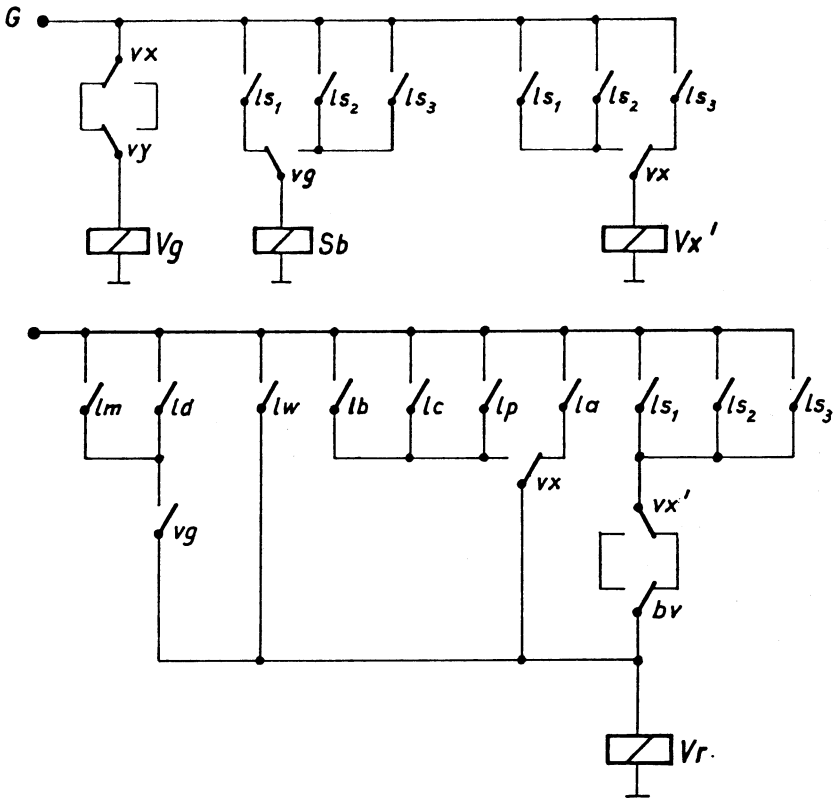 G
vx
ls₁ ls₂ ls₃ ls₁ ls₂ ls₃
vy vg vx
Vg Sb Vx'
lm ld lw lb lc lp la ls₁ ls₂ ls₃
vx
vg vx'
bv
Vr.